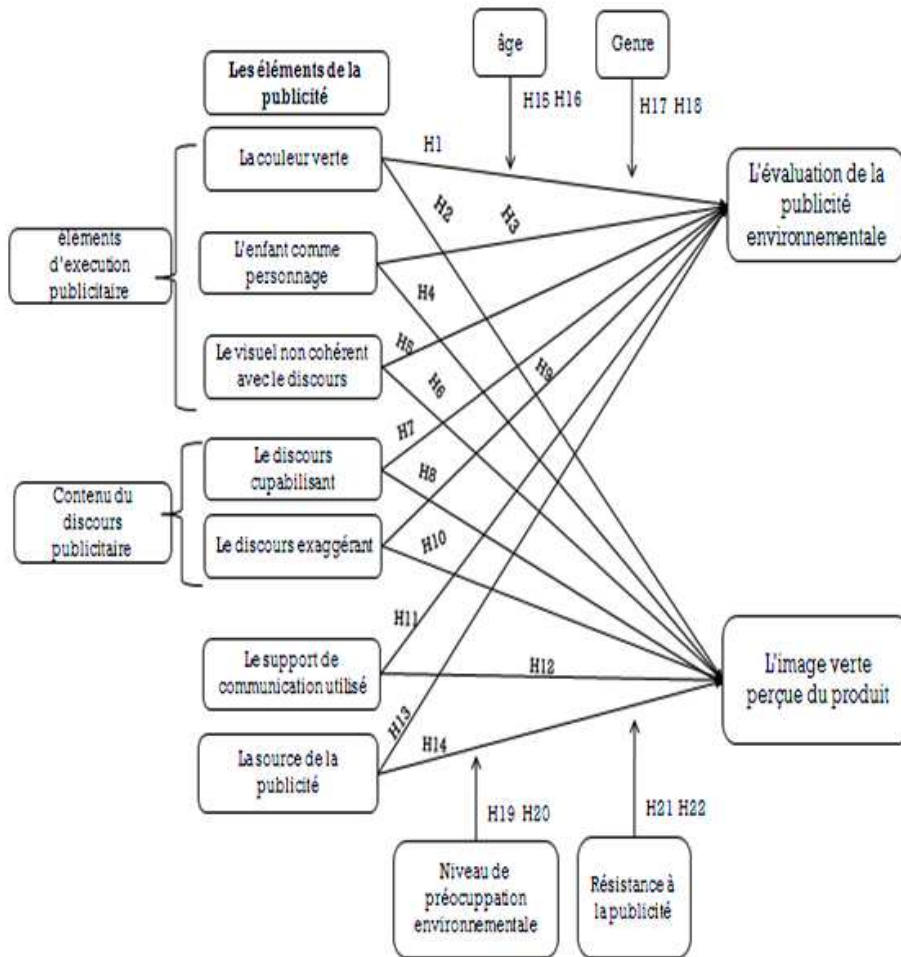 âge
Genre
Les éléments de la
publicité
H15 H16
H17 H18
H1
La couleur verte
L'évaluation de la
publicité
environnementale
H2
H3
éléments
d'execution
publicitaire
L'enfant comme
personnage
H4
Le visuel non cohérent
avec le discours
H5
H6
H9
H7
Le discours
cupabilisant
H8
Contenu du
discours
publicitaire
Le discours exaggérant
H10
H11
Le support de
communication utilisé
H12
L'image verte
perçue du produit
H13
H14
La source de la
publicité
H19 H20
H21 H22
Niveau de
préoccupation
environnementale
Résistance à
la publicité